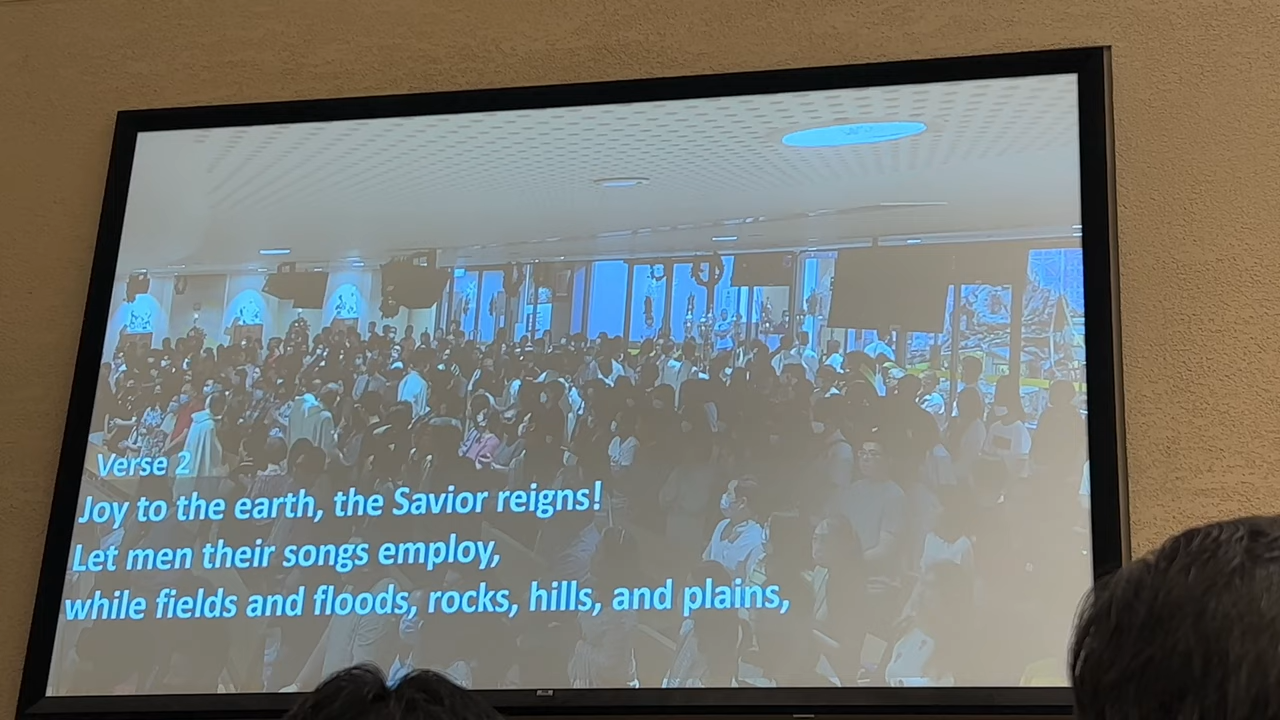 Verse 2
Joy to the earth, the Savior reigns!
Let men their songs employ,
while fields and floods, rocks, hills, and plains,